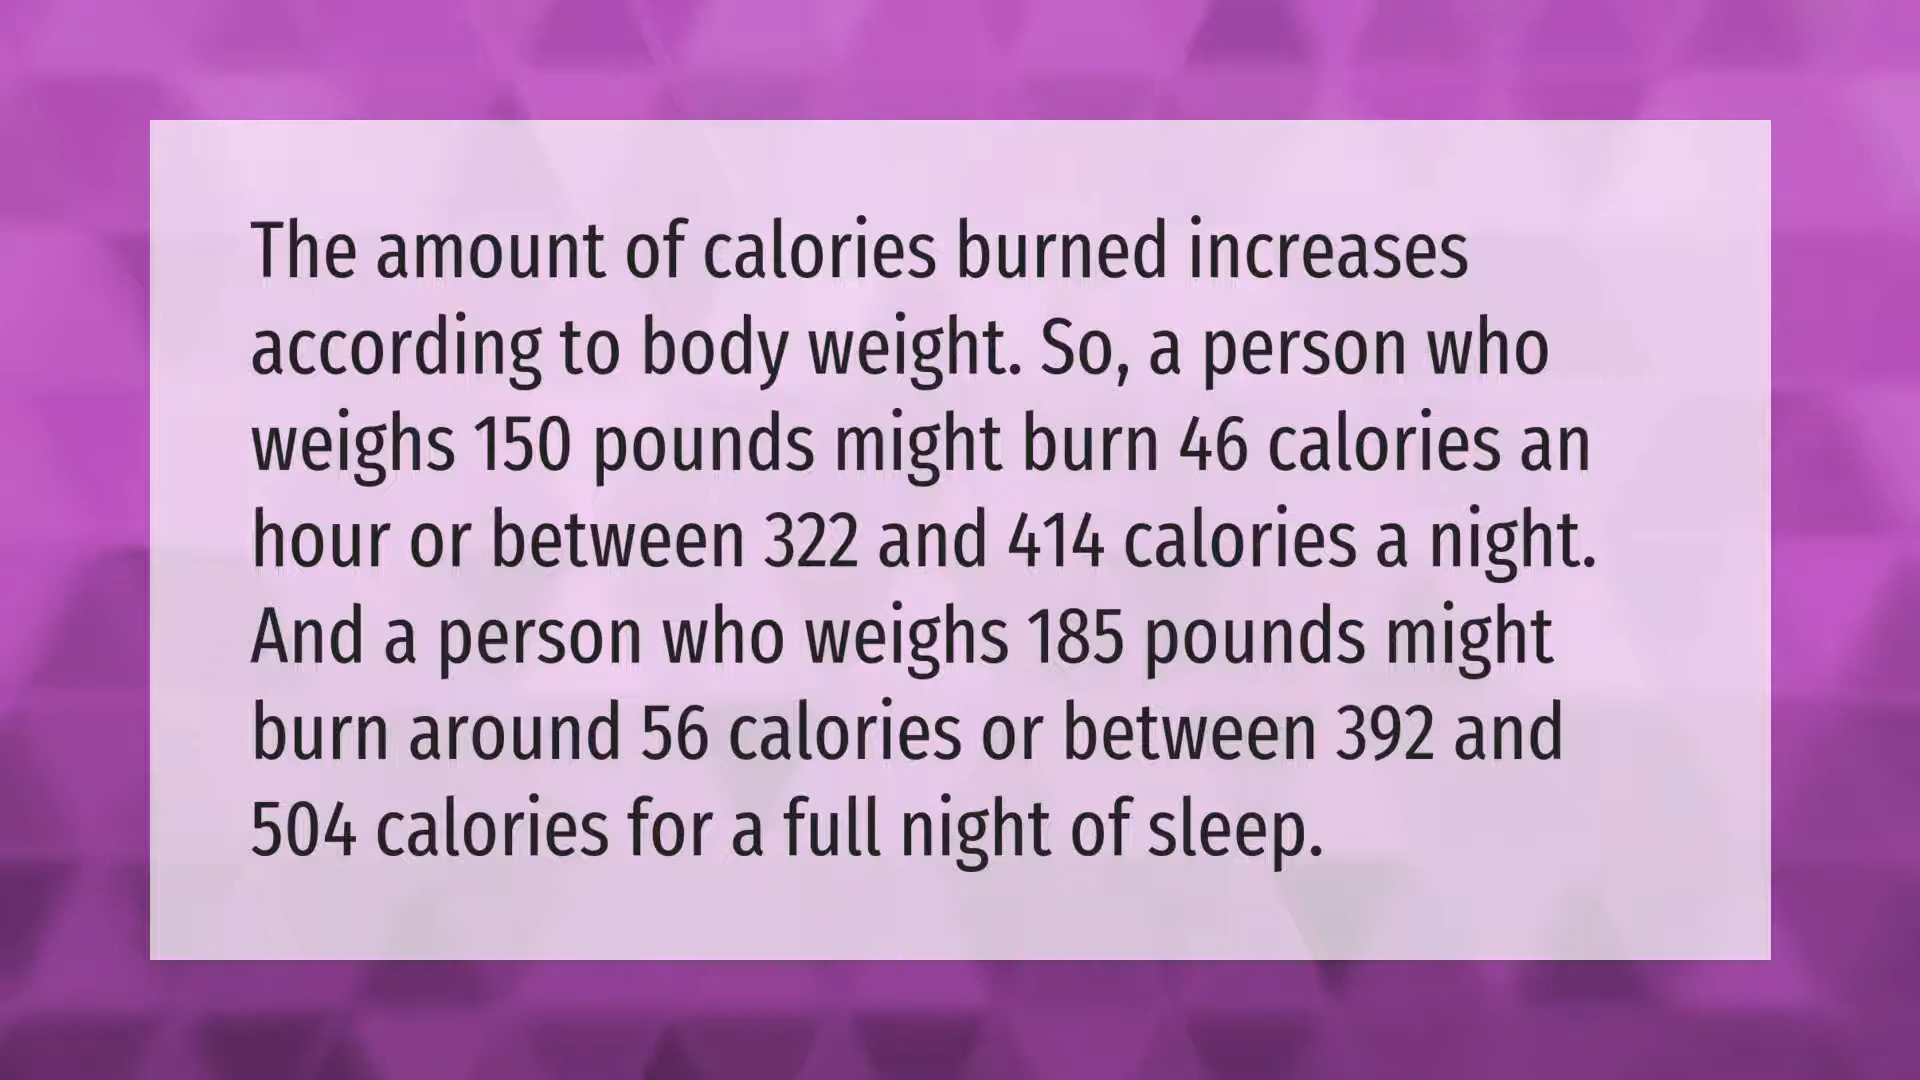 The amount of calories burned increases
according to body weight. So, a person who
weighs 150 pounds might burn 46 calories an
hour or between 322 and 414 calories a night.
And a person who weighs 185 pounds might
burn around 56 calories or between 392 and
504 calories for a full night of sleep.